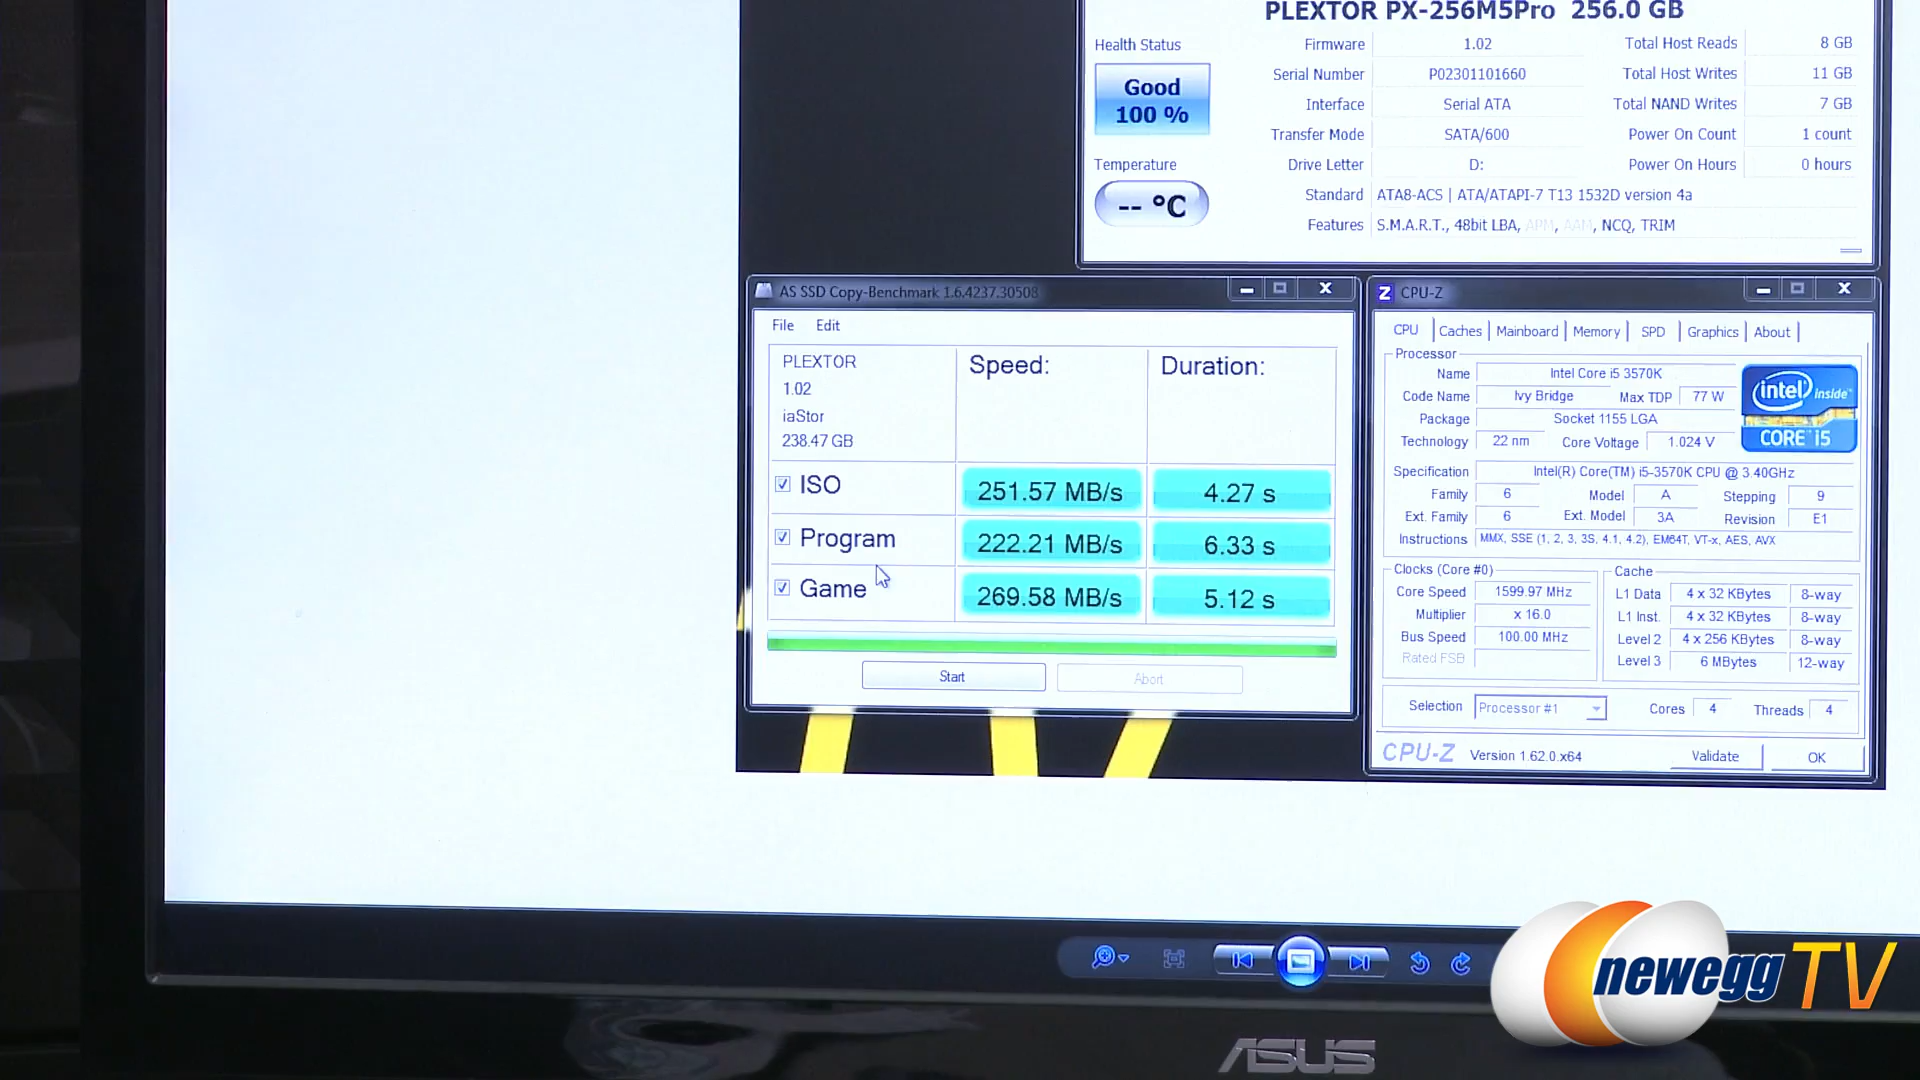 PLEXTOR PX-256M5Pro 256.0 GB
Health Status
Good
100 %
Temperature
-- °C
Firmware 1.02
Serial Number P02301101660
Interface Serial ATA
Transfer Mode SATA/600
Drive Letter D:
Standard ATA8-ACS | ATA/ATAPI-7 T13 1532D version 4a
Features S.M.A.R.T., 48bit LBA, APM, AAM, NCQ, TRIM
Total Host Reads 8 GB
Total Host Writes 11 GB
Total NAND Writes 7 GB
Power On Count 1 count
Power On Hours 0 hours
AS SSD Copy-Benchmark 1.6.4237.30508
File Edit
PLEXTOR
1.02
iaStor
238.47 GB
Speed: Duration:
ISO 251.57 MB/s 4.27 s
Program 222.21 MB/s 6.33 s
Game 269.58 MB/s 5.12 s
Start Abort
Z CPU-Z
CPU Caches Mainboard Memory SPD Graphics About
Processor
Name Intel Core i5 3570K
Code Name Ivy Bridge Max TDP 77 W
Package Socket 1155 LGA
Technology 22 nm Core Voltage 1.024 V
intel inside™
CORE i5
Specification Intel(R) Core(TM) i5-3570K CPU @ 3.40GHz
Family 6 Model A Stepping 9
Ext. Family 6 Ext. Model 3A Revision E1
Instructions MMX, SSE (1, 2, 3, 3S, 4.1, 4.2), EM64T, VT-x, AES, AVX
Clocks (Core #0)
Core Speed 1599.97 MHz
Multiplier x 16.0
Bus Speed 100.00 MHz
Rated FSB
Cache
L1 Data 4 x 32 KBytes 8-way
L1 Inst. 4 x 32 KBytes 8-way
Level 2 4 x 256 KBytes 8-way
Level 3 6 MBytes 12-way
Selection Processor #1 Cores 4 Threads 4
CPU-Z Version 1.62.0.x64 Validate OK
newegg TV
ASUS